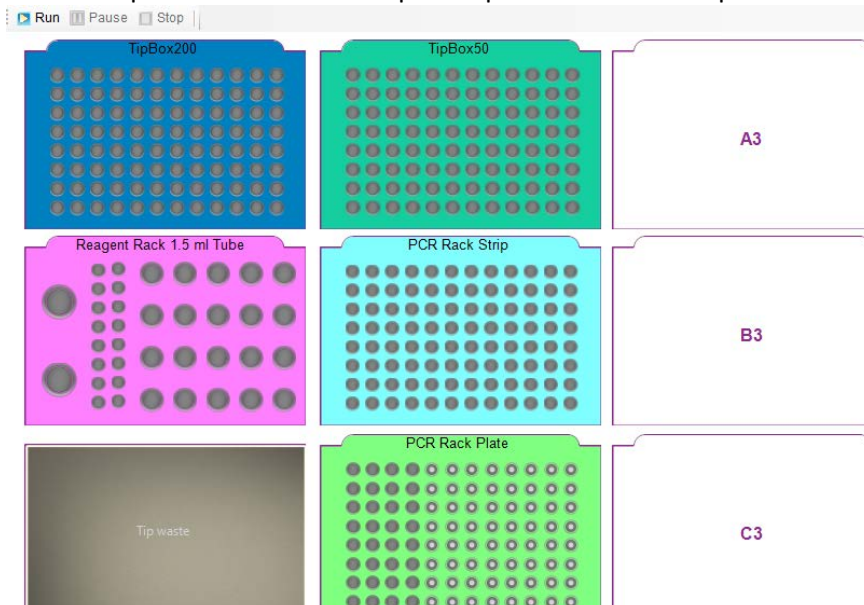 Run Pause Stop
TipBox200 TipBox50
A3
Reagent Rack 1.5 ml Tube PCR Rack Strip
B3
PCR Rack Plate
Tip waste
C3